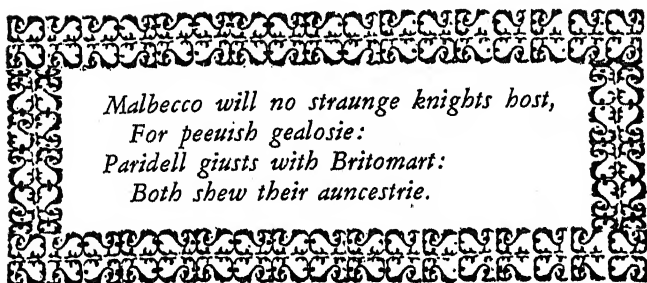 Malbecco will no straunge knights host,
For peeuish gealosie:
Paridell giusts with Britomart:
Both shew their auncestrie.